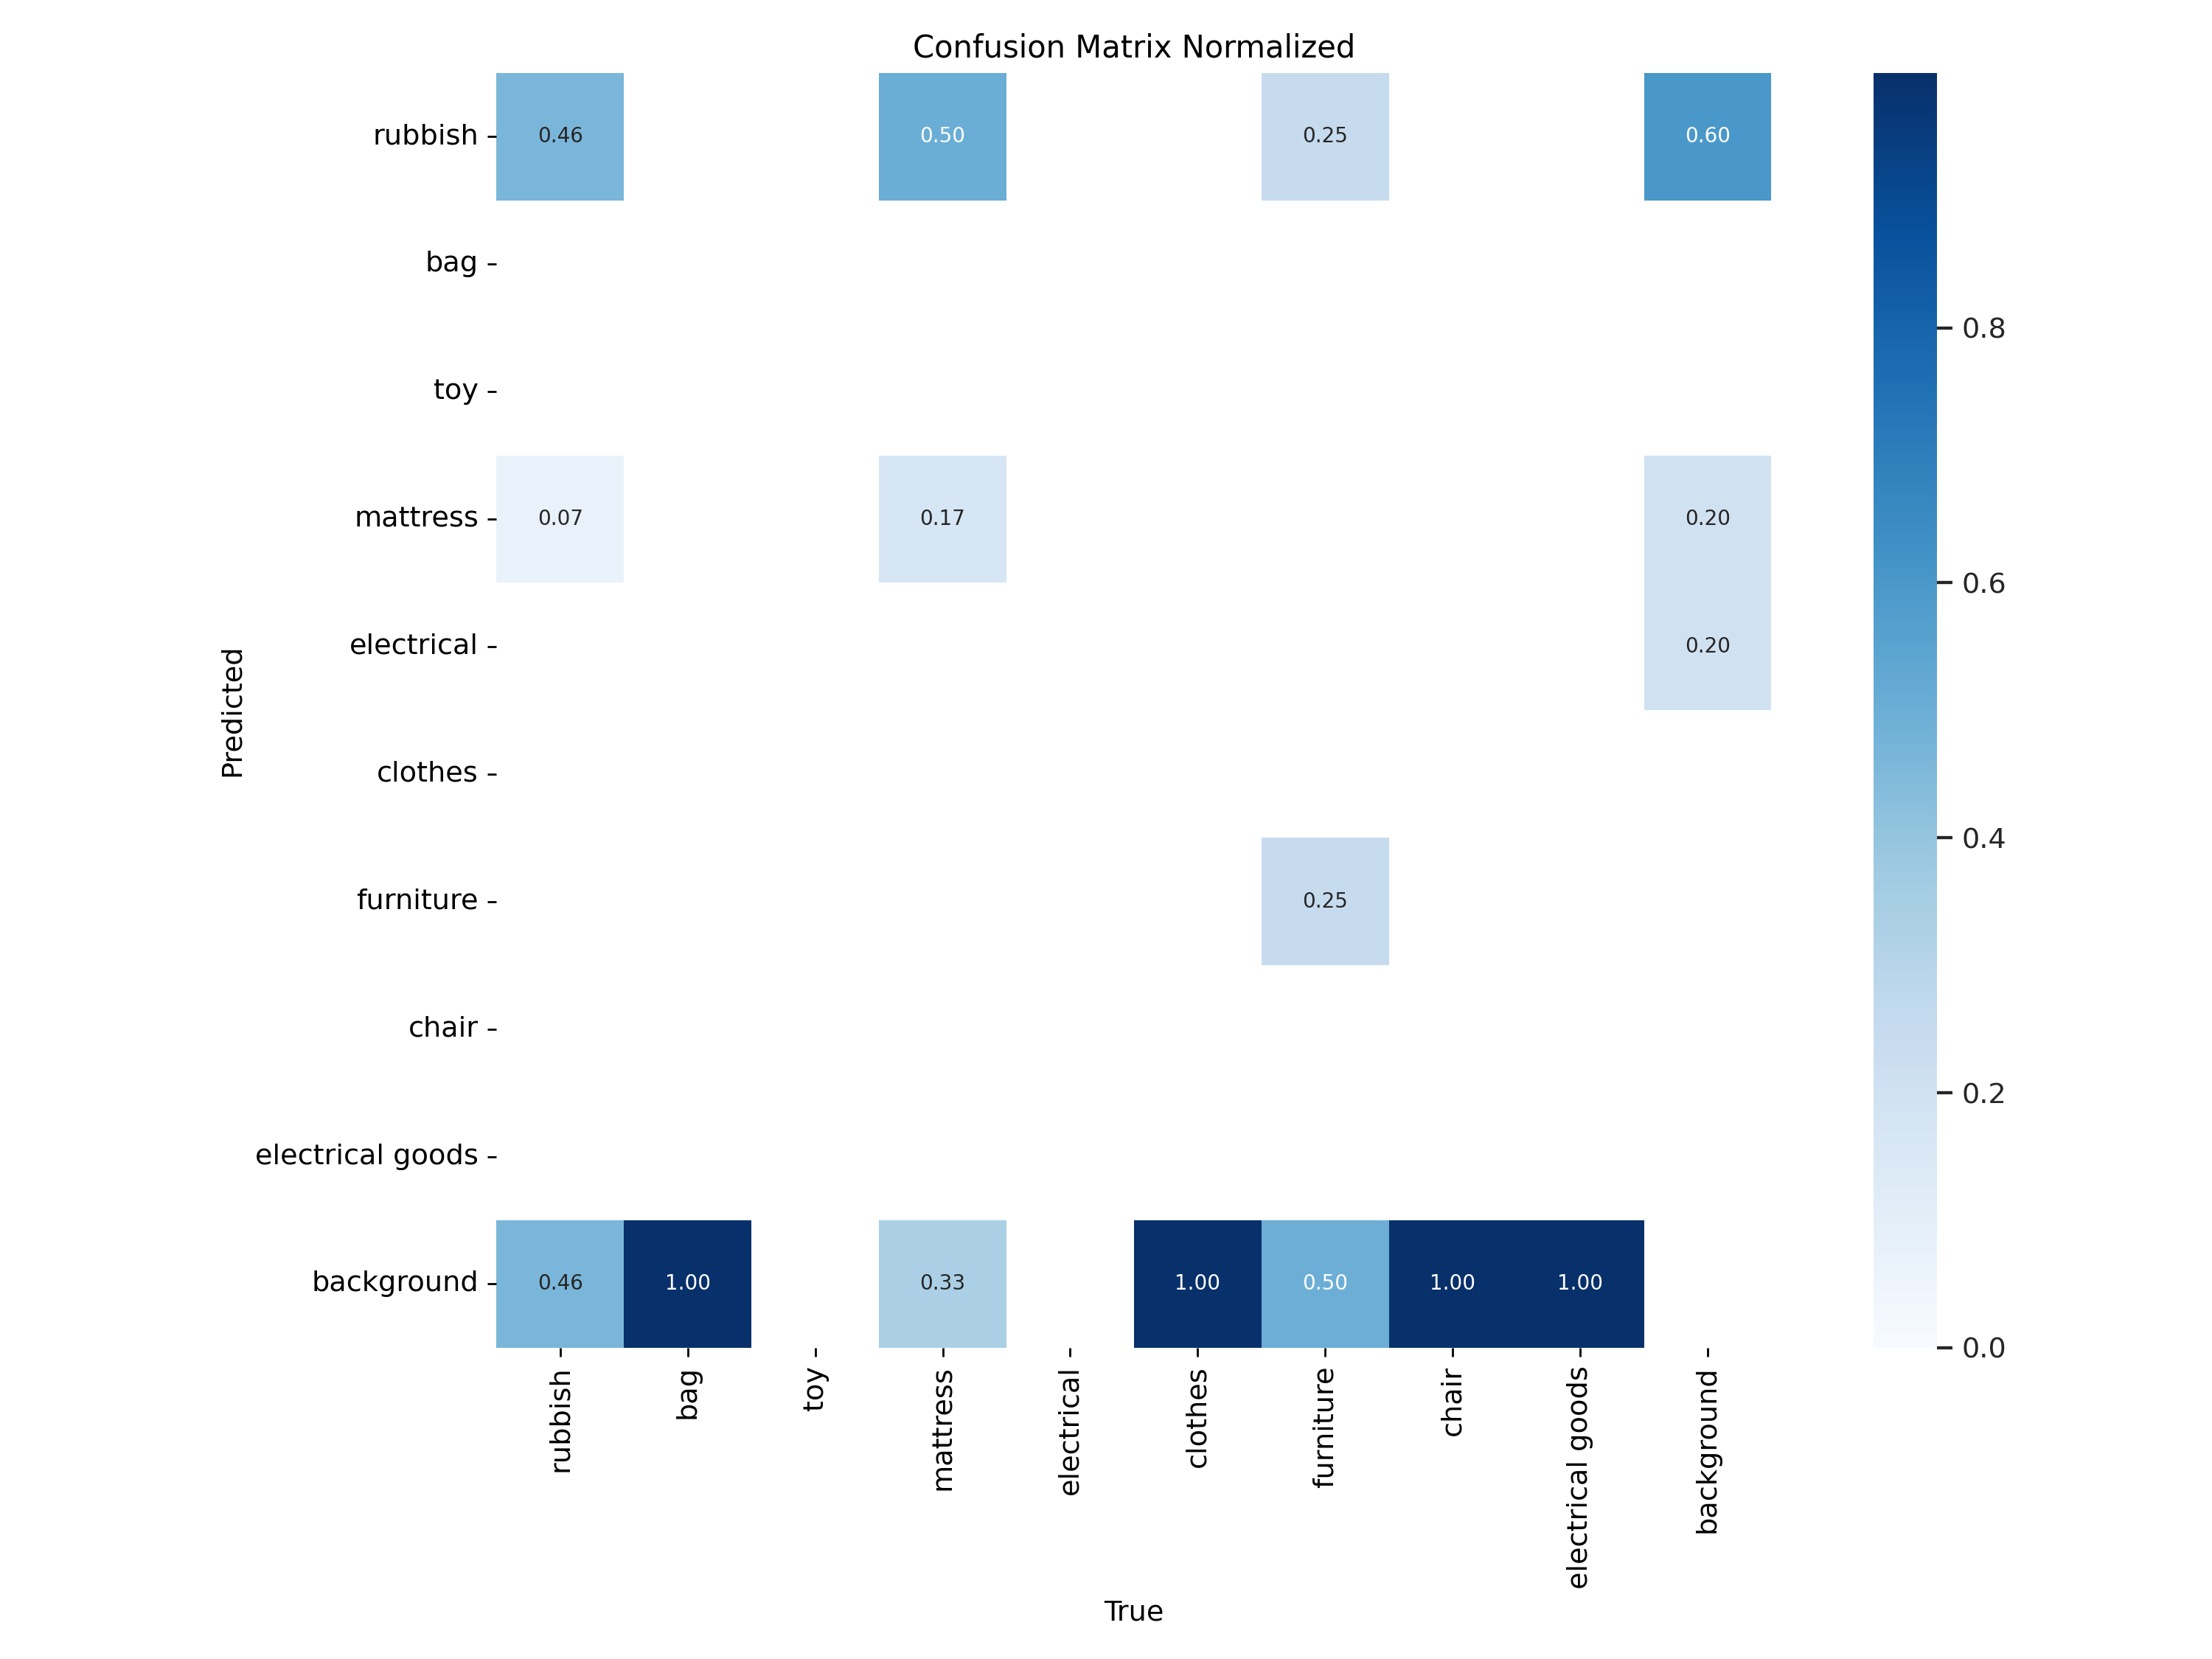 Confusion Matrix Normalized
rubbish 0.46 0.50 0.25 0.60
bag
toy
mattress 0.07 0.17 0.20
electrical 0.20
clothes
furniture 0.25
chair
electrical goods
background 0.46 1.00 0.33 1.00 0.50 1.00 1.00
rubbish bag toy mattress electrical clothes furniture chair electrical goods background
True
Predicted
0.8
0.6
0.4
0.2
0.0